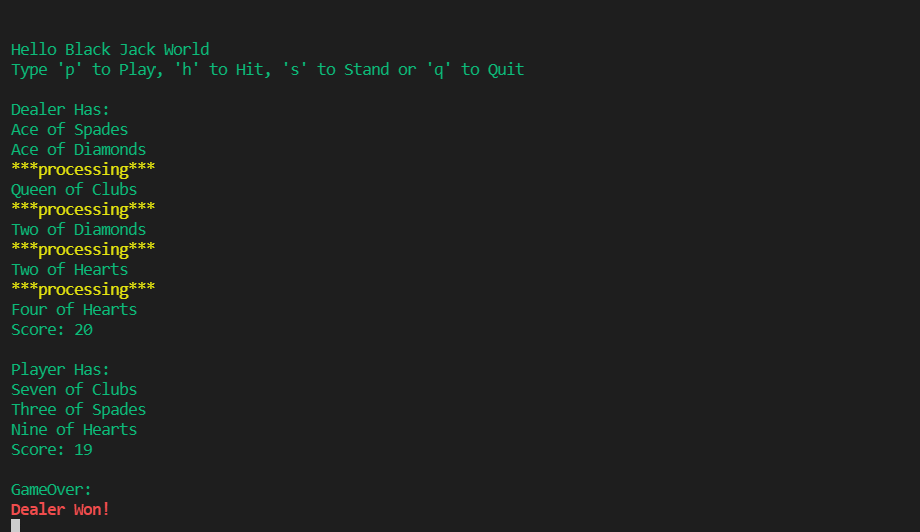 Hello Black Jack World
Type 'p' to Play, 'h' to Hit, 's' to Stand or 'q' to Quit
Dealer Has:
Ace of Spades
Ace of Diamonds
***processing***
Queen of Clubs
***processing***
Two of Diamonds
***processing***
Two of Hearts
***processing***
Four of Hearts
Score: 20
Player Has:
Seven of Clubs
Three of Spades
Nine of Hearts
Score: 19
GameOver:
Dealer Won!